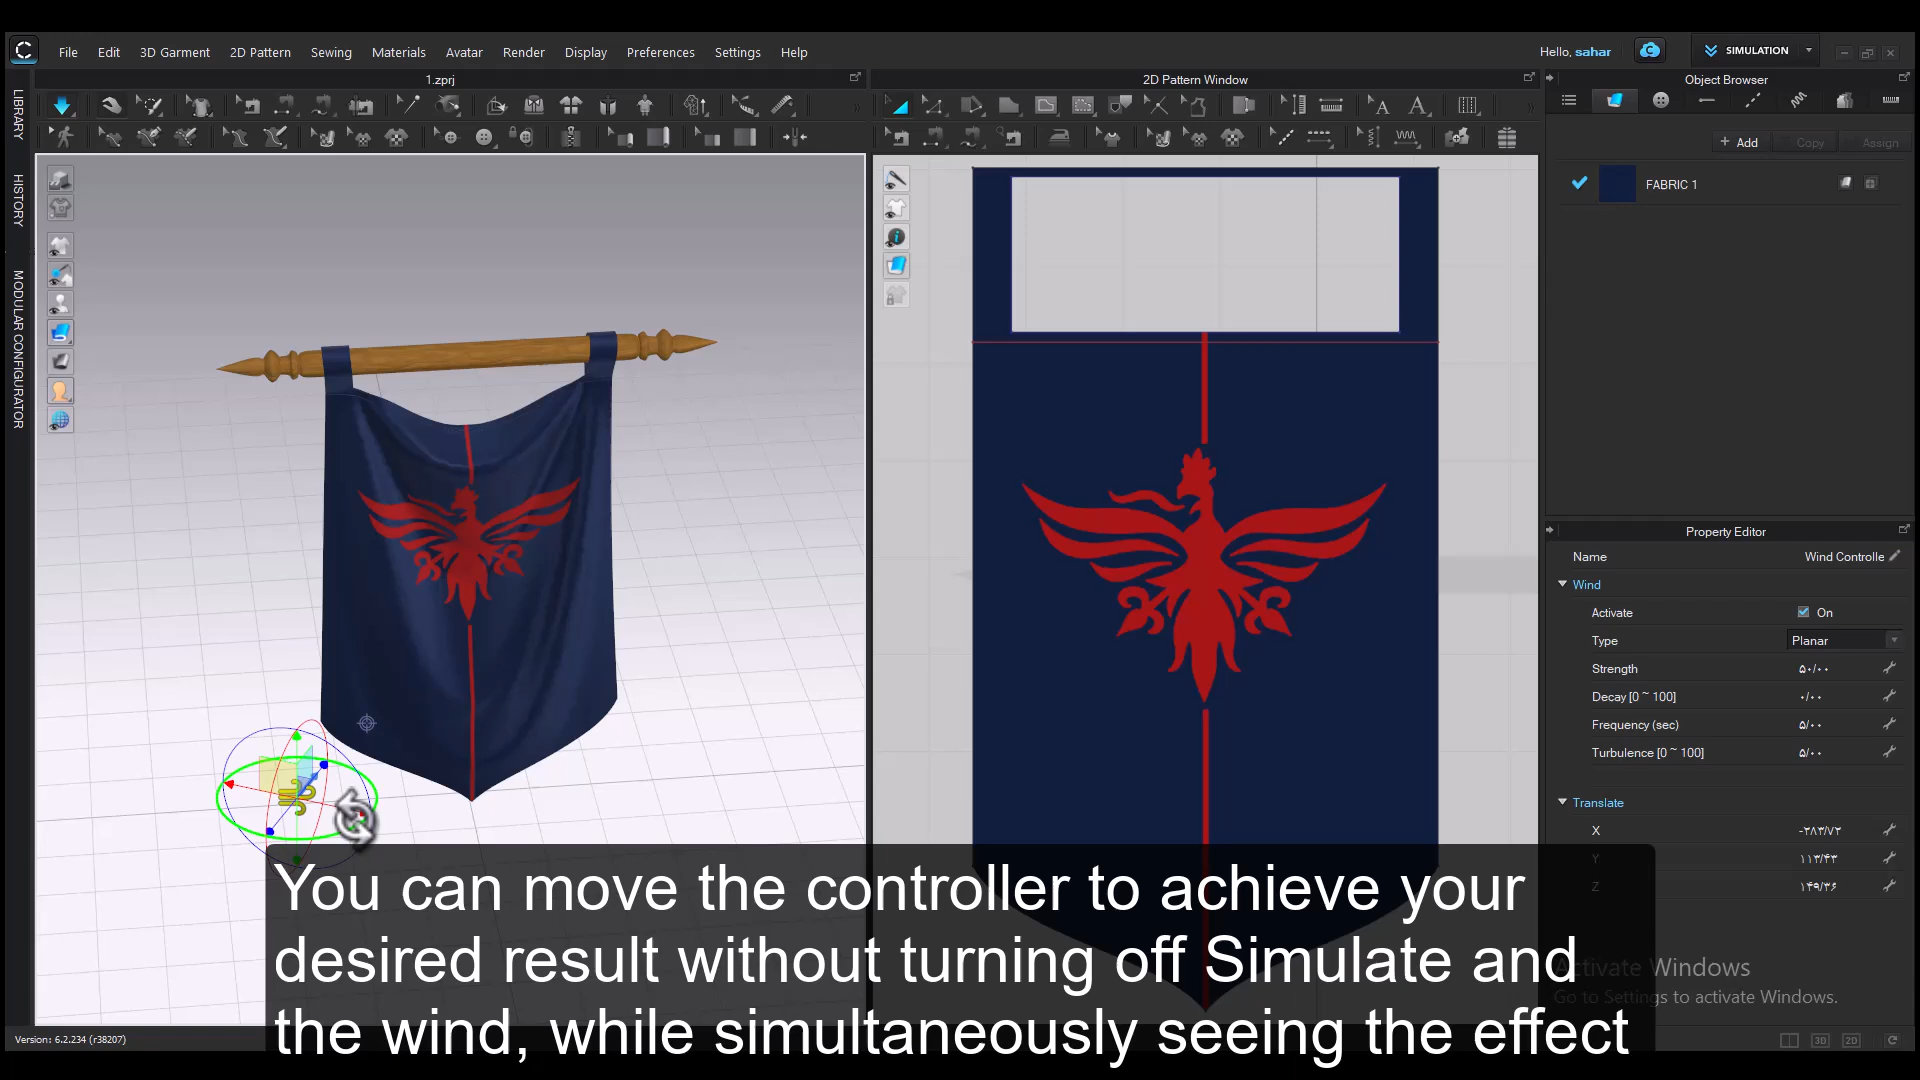 File Edit 3D Garment 2D Pattern Sewing Materials Avatar Render Display Preferences Settings Help
Hello, sahar
SIMULATION
1.zprj
2D Pattern Window
Object Browser
LIBRARY
HISTORY
MODULAR CONFIGURATOR
+ Add Copy Assign
FABRIC 1
Property Editor
Name Wind Controlle
Wind
Activate On
Type Planar
Strength ۵۰/۰۰
Decay [0 ~ 100] ۰/۰۰
Frequency (sec) ۵/۰۰
Turbulence [0 ~ 100] ۵/۰۰
Translate
X -۲۸۳/۷۲
Y ۱۱۳/۴۳
Z ۱۴۹/۳۶
You can move the controller to achieve your
desired result without turning off Simulate and
the wind, while simultaneously seeing the effect
Activate Windows
Go to Settings to activate Windows.
Version: 6.2.234 (r38207)
3D 2D